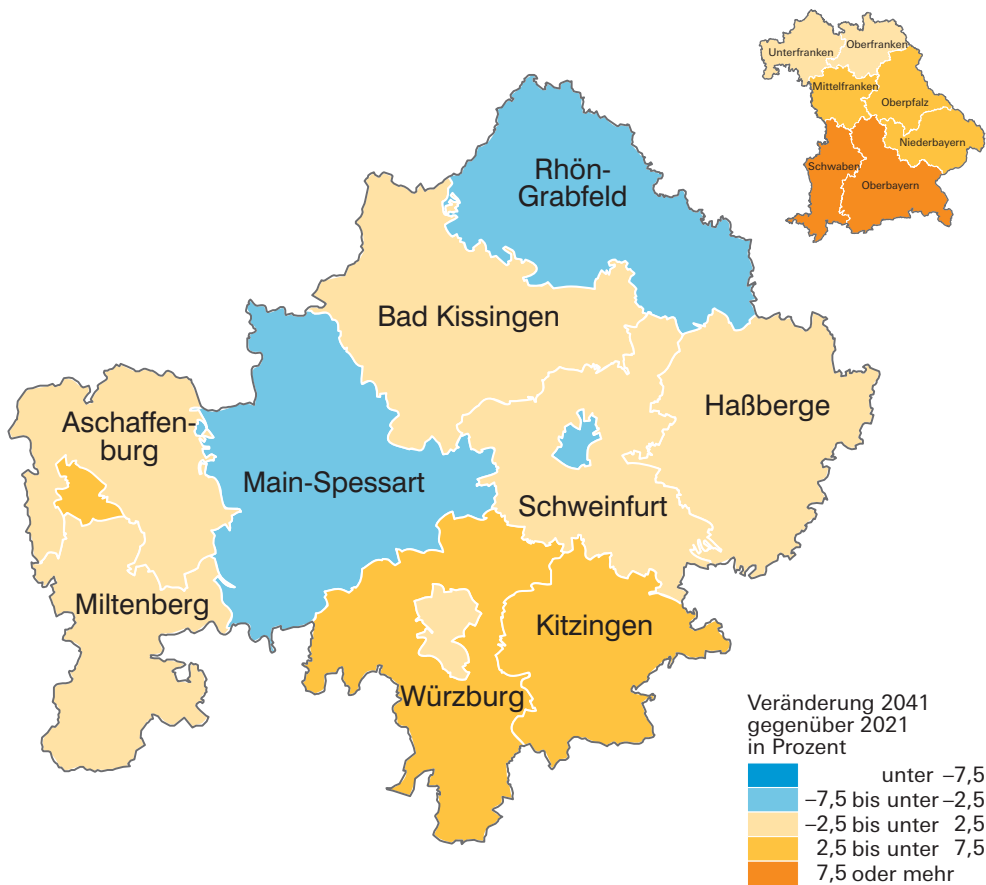 Unterfranken
Oberfranken
Mittelfranken
Oberpfalz
Niederbayern
Schwaben
Oberbayern
Rhön-
Grabfeld
Bad Kissingen
Haßberge
Aschaffen-
burg
Main-Spessart
Schweinfurt
Miltenberg
Kitzingen
Würzburg
Veränderung 2041
gegenüber 2021
in Prozent
unter –7,5
–7,5 bis unter –2,5
–2,5 bis unter 2,5
2,5 bis unter 7,5
7,5 oder mehr